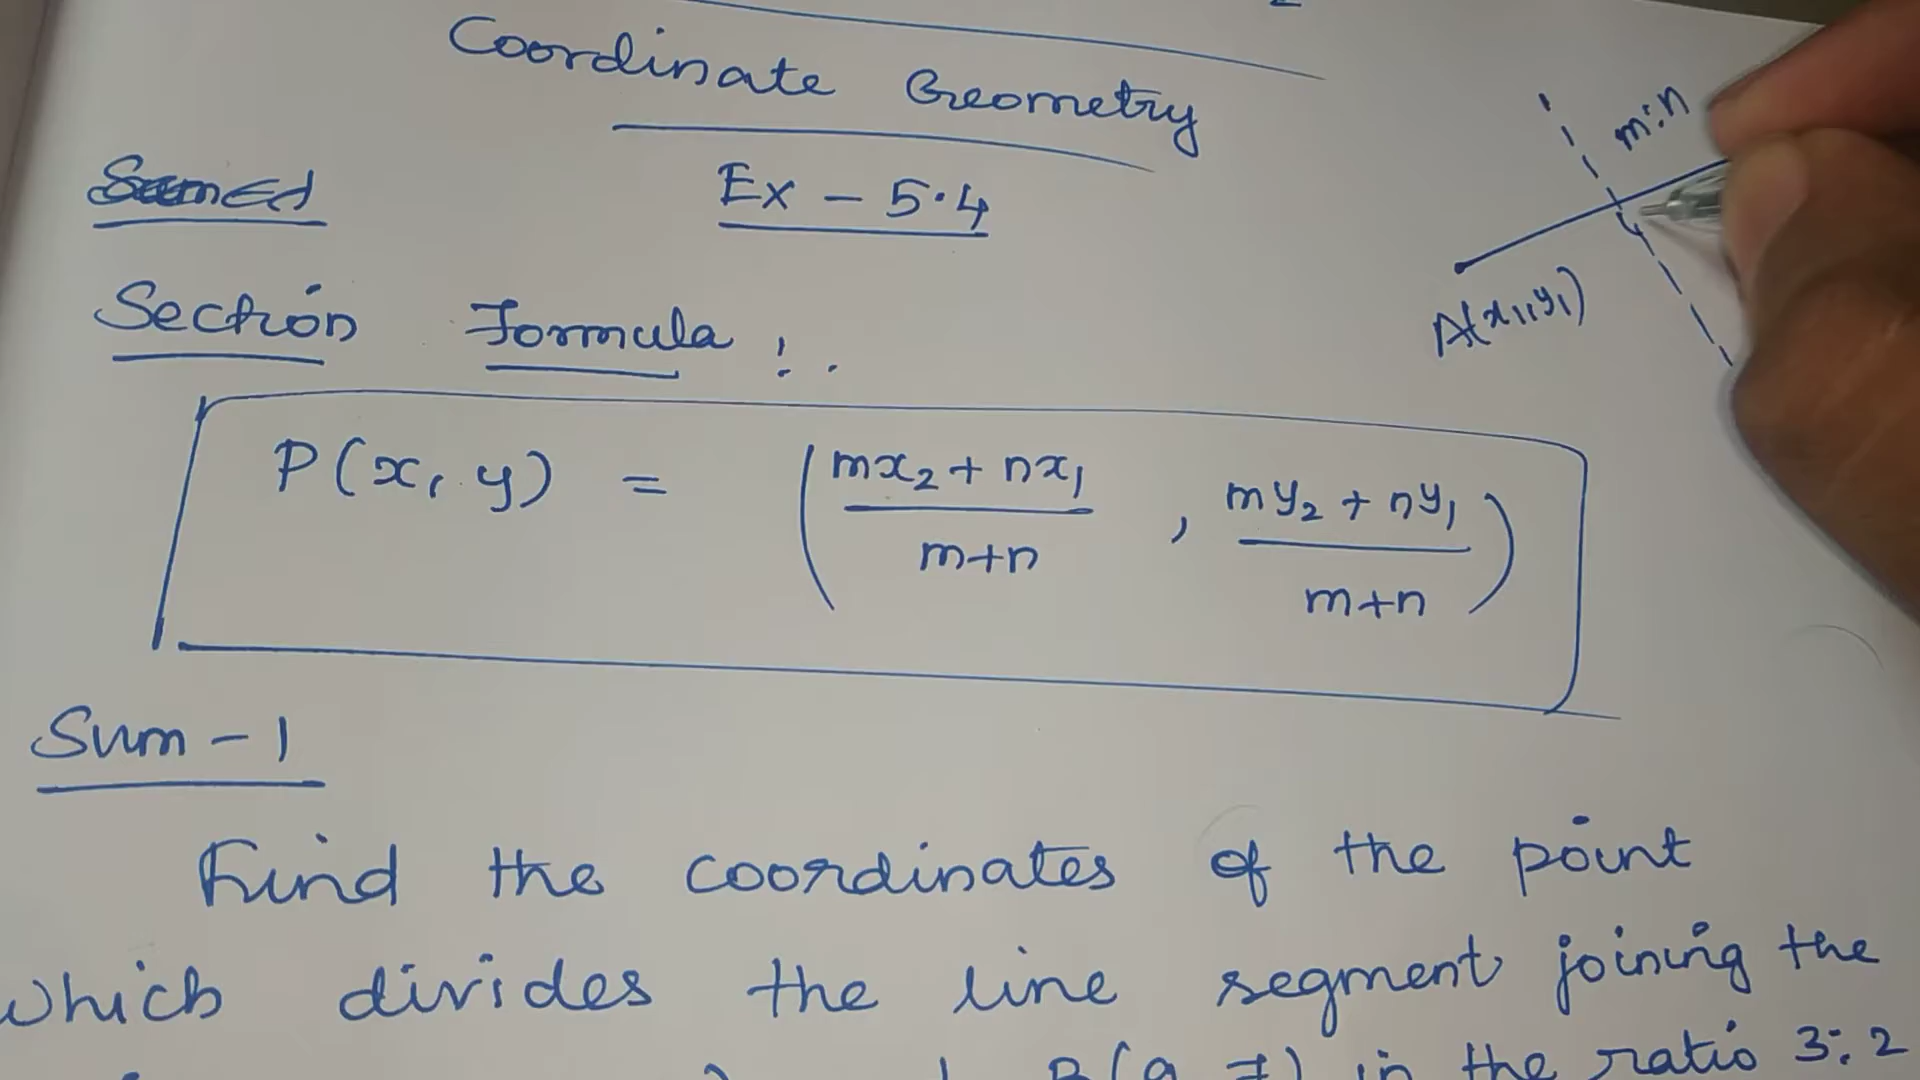 Coordinate Geometry
Ex - 5.4
m:n
A(x₁, y₁)
Section Formula :.
P(x, y) = (mx₂ + nx₁ / m+n , my₂ + ny₁ / m+n)
Sum - 1
Find the coordinates of the point
which divides the line segment joining the
in the ratio 3:2